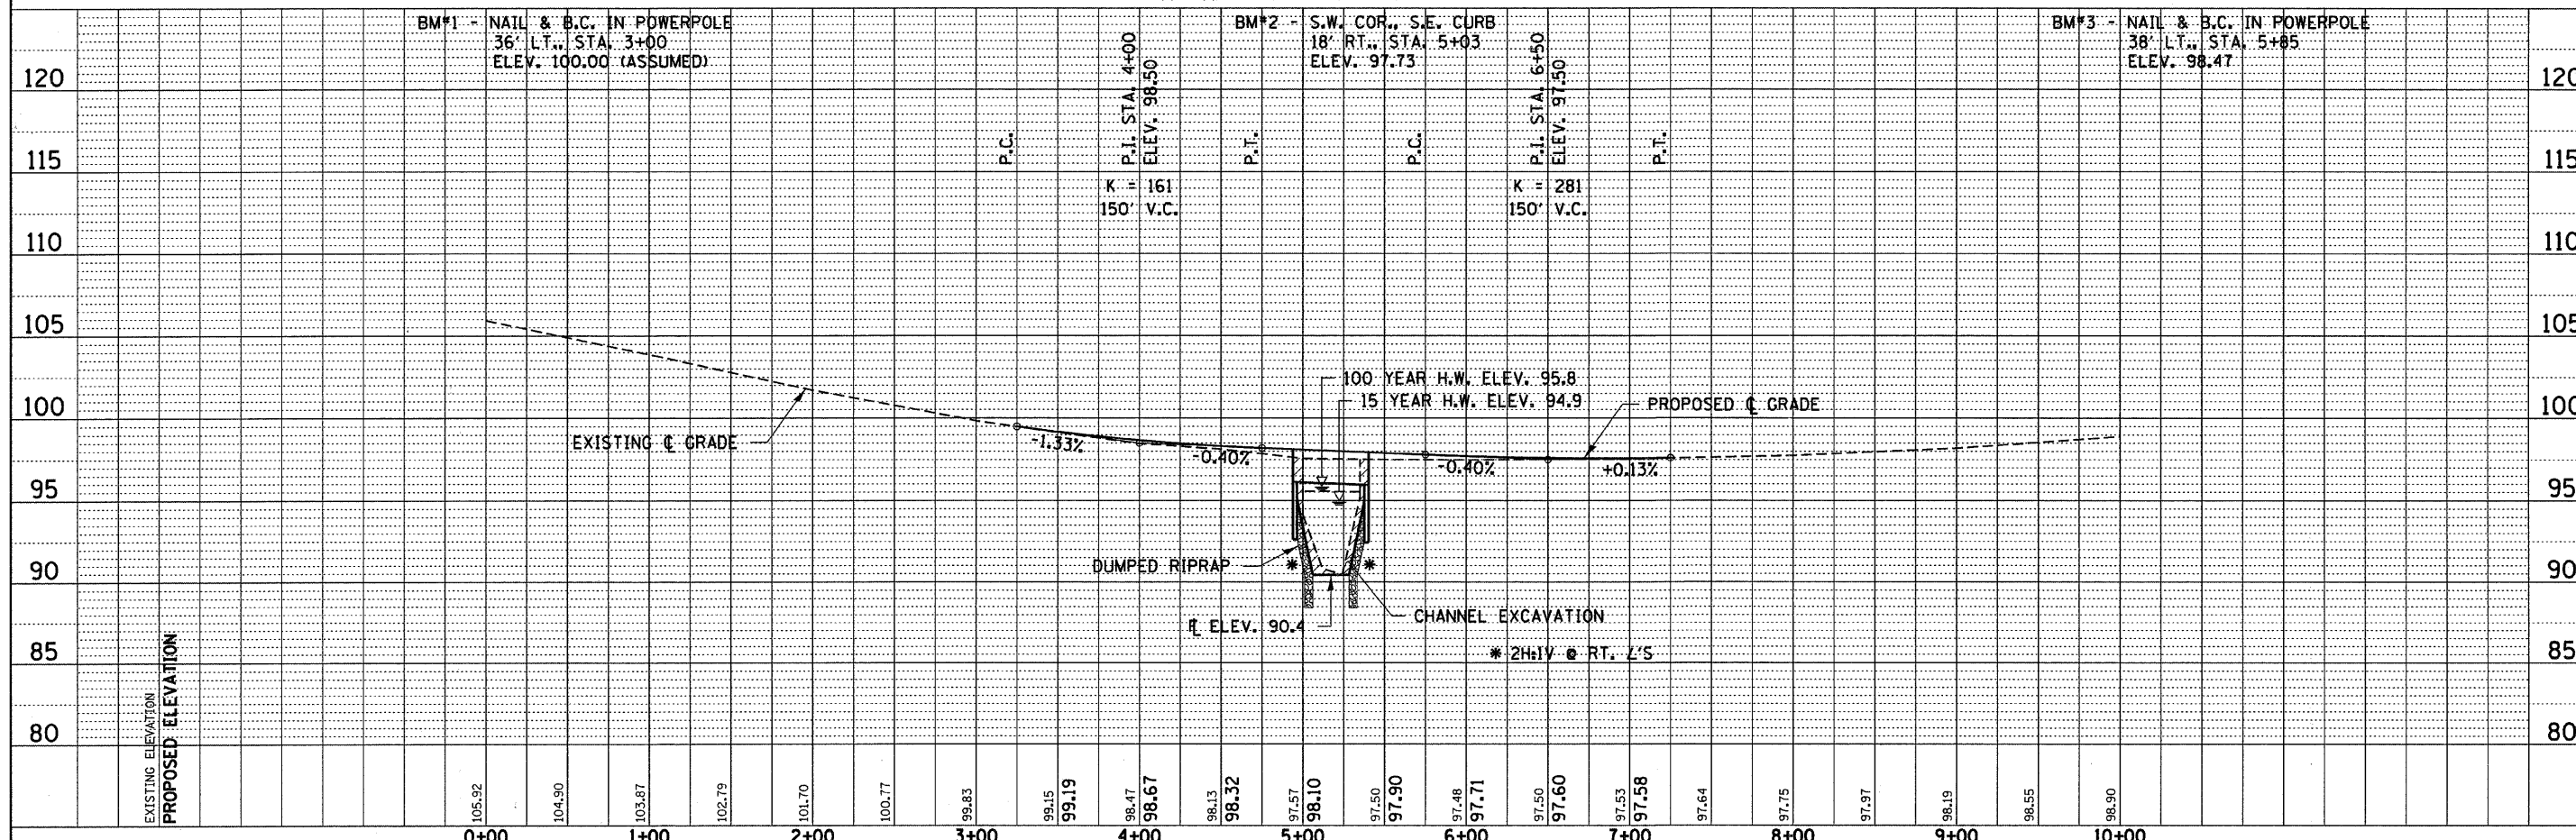 BM#1 - NAIL & B.C. IN POWERPOLE
36' LT., STA. 3+00
ELEV. 100.00 (ASSUMED)
BM#2 - S.W. COR., S.E. CURB
18' RT., STA. 5+03
ELEV. 97.73
BM#3 - NAIL & B.C. IN POWERPOLE
38' LT., STA. 5+85
ELEV. 98.47
120
120
115
115
110
110
105
105
100
100
95
95
90
90
85
85
80
80
P.C.
P.I. STA. 4+00
ELEV. 98.50
P.T.
K = 161
150' V.C.
P.C.
P.I. STA. 6+50
ELEV. 97.50
P.T.
K = 281
150' V.C.
100 YEAR H.W. ELEV. 95.8
15 YEAR H.W. ELEV. 94.9
PROPOSED ℄ GRADE
EXISTING ℄ GRADE
-1.33%
-0.40%
-0.40%
+0.13%
DUMPED RIPRAP
*
*
CHANNEL EXCAVATION
FL ELEV. 90.4
* 2H:1V @ RT. ∠'S
EXISTING ELEVATION
PROPOSED ELEVATION
105.92
104.90
103.87
102.79
101.70
100.77
99.83
99.15
99.19
98.47
98.67
98.13
98.32
97.57
98.10
97.50
97.90
97.48
97.71
97.50
97.60
97.53
97.58
97.64
97.75
97.97
98.19
98.55
98.90
0+00 1+00 2+00 3+00 4+00 5+00 6+00 7+00 8+00 9+00 10+00